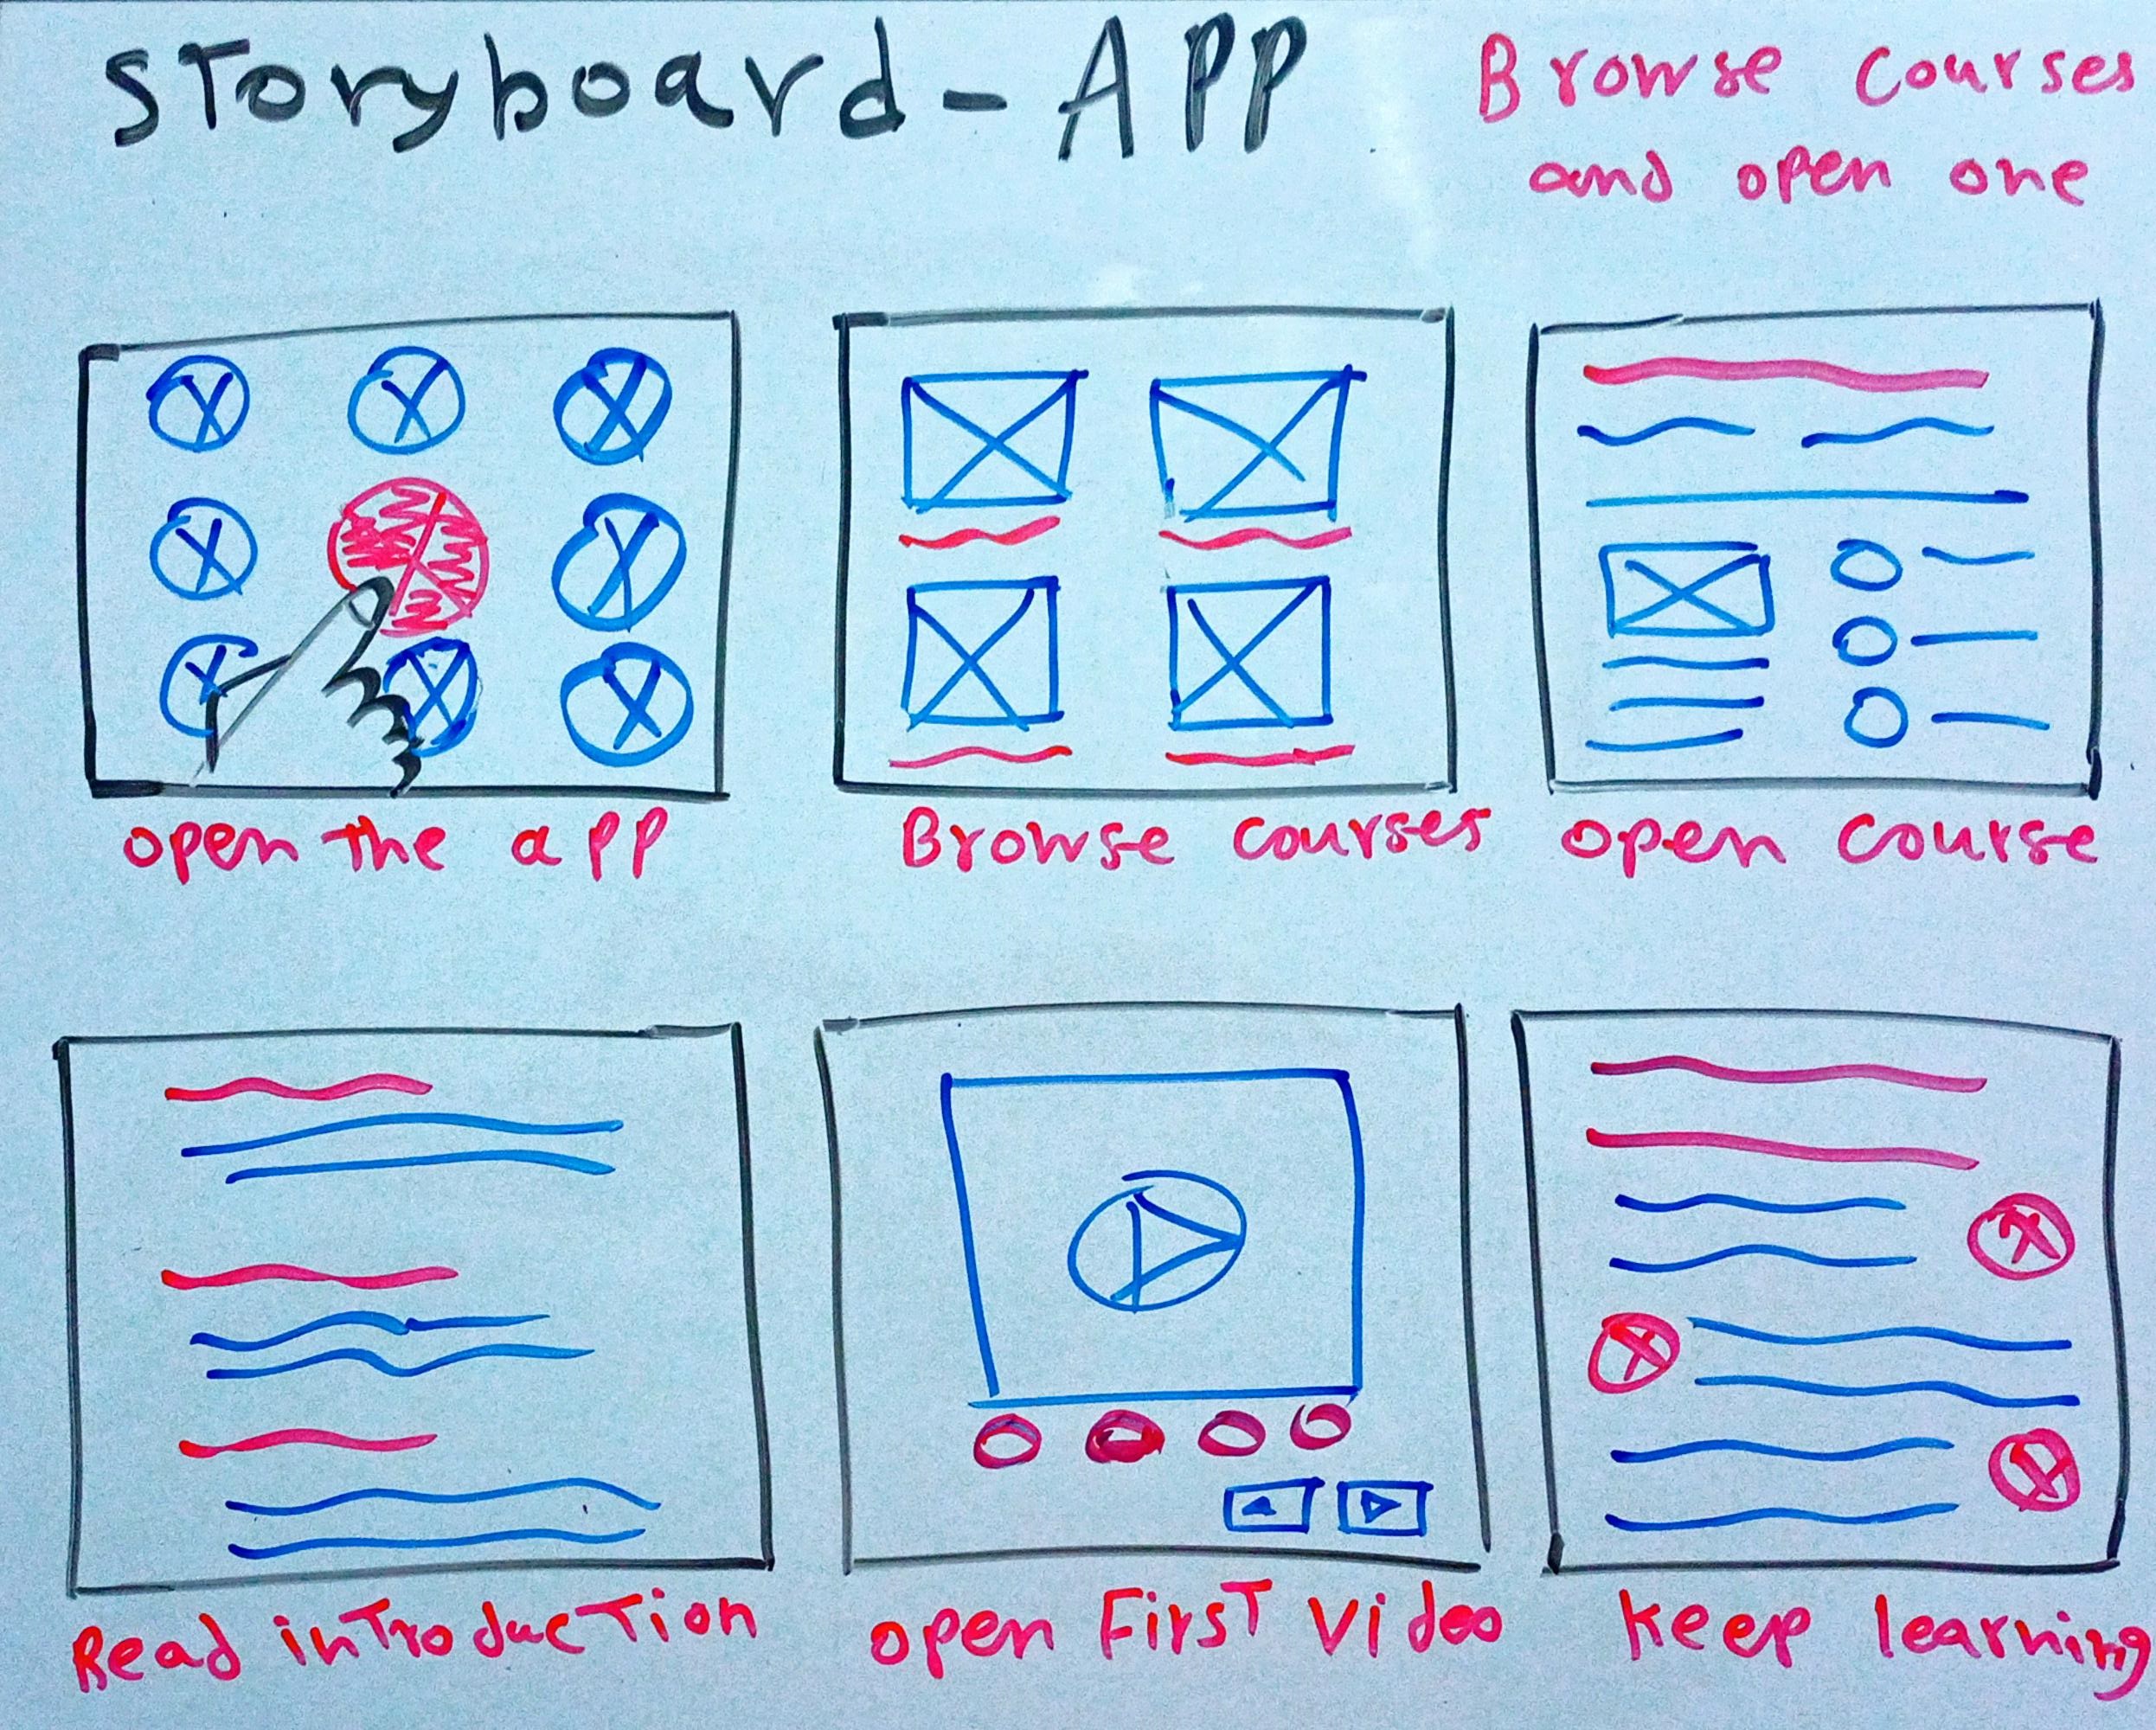 Storyboard - APP
Browse courses
and open one
open the app
Browse courses
open course
Read introduction
open First video
keep learning